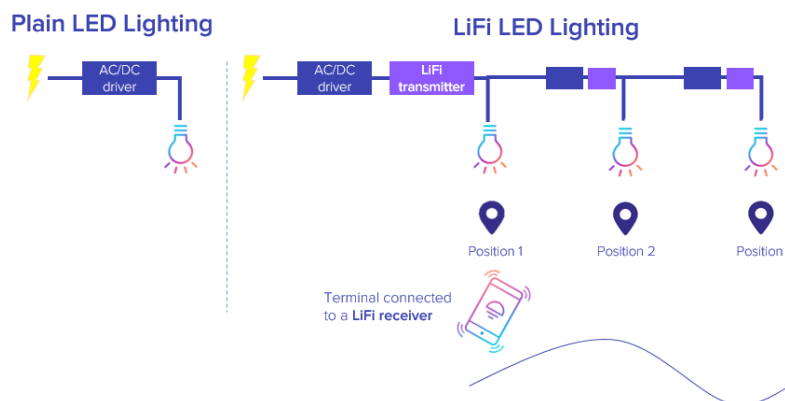 Plain LED Lighting
LiFi LED Lighting
AC/DC
driver
AC/DC
driver
LiFi
transmitter
Position 1
Position 2
Position
Terminal connected
to a LiFi receiver